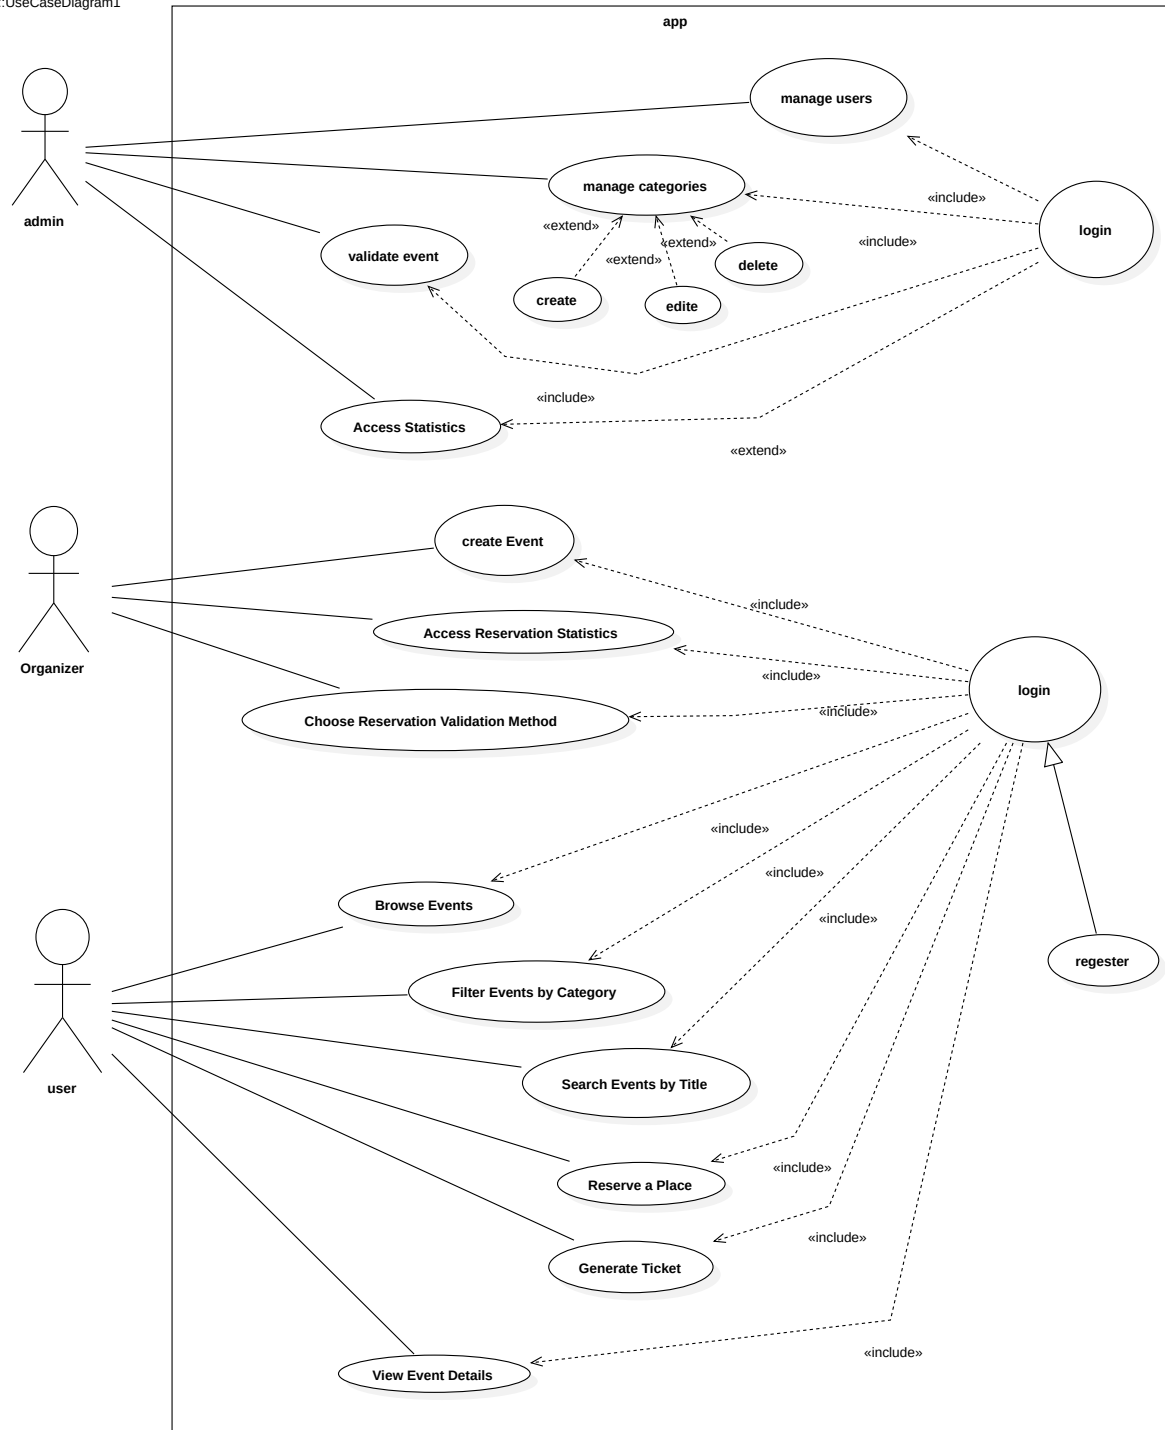 ::UseCaseDiagram1
app
manage users
manage categories
«include»
admin
«extend»
login
validate event
«extend»
«include»
«extend»
delete
create
edite
«include»
Access Statistics
«extend»
create Event
«include»
Access Reservation Statistics
Organizer
«include»
login
Choose Reservation Validation Method
«include»
«include»
«include»
Browse Events
«include»
regester
Filter Events by Category
user
Search Events by Title
«include»
Reserve a Place
«include»
Generate Ticket
«include»
View Event Details